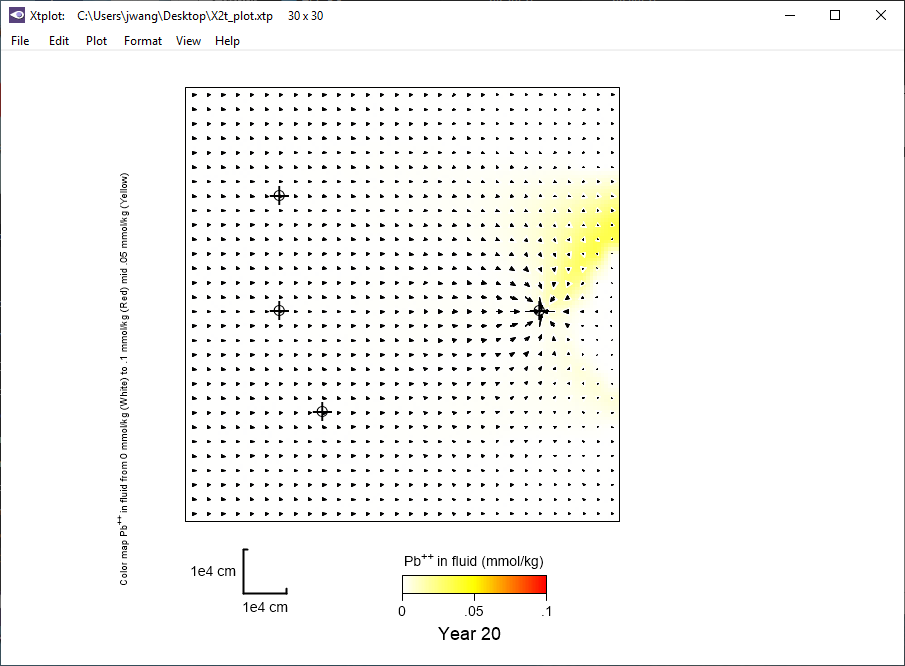 Xtplot: C:\Users\jwang\Desktop\X2t_plot.xtp 30 x 30
File Edit Plot Format View Help
Color map Pb++ in fluid from 0 mmol/kg (White) to .1 mmol/kg (Red) mid .05 mmol/kg (Yellow)
1e4 cm
1e4 cm
Pb++ in fluid (mmol/kg)
0 .05 .1
Year 20